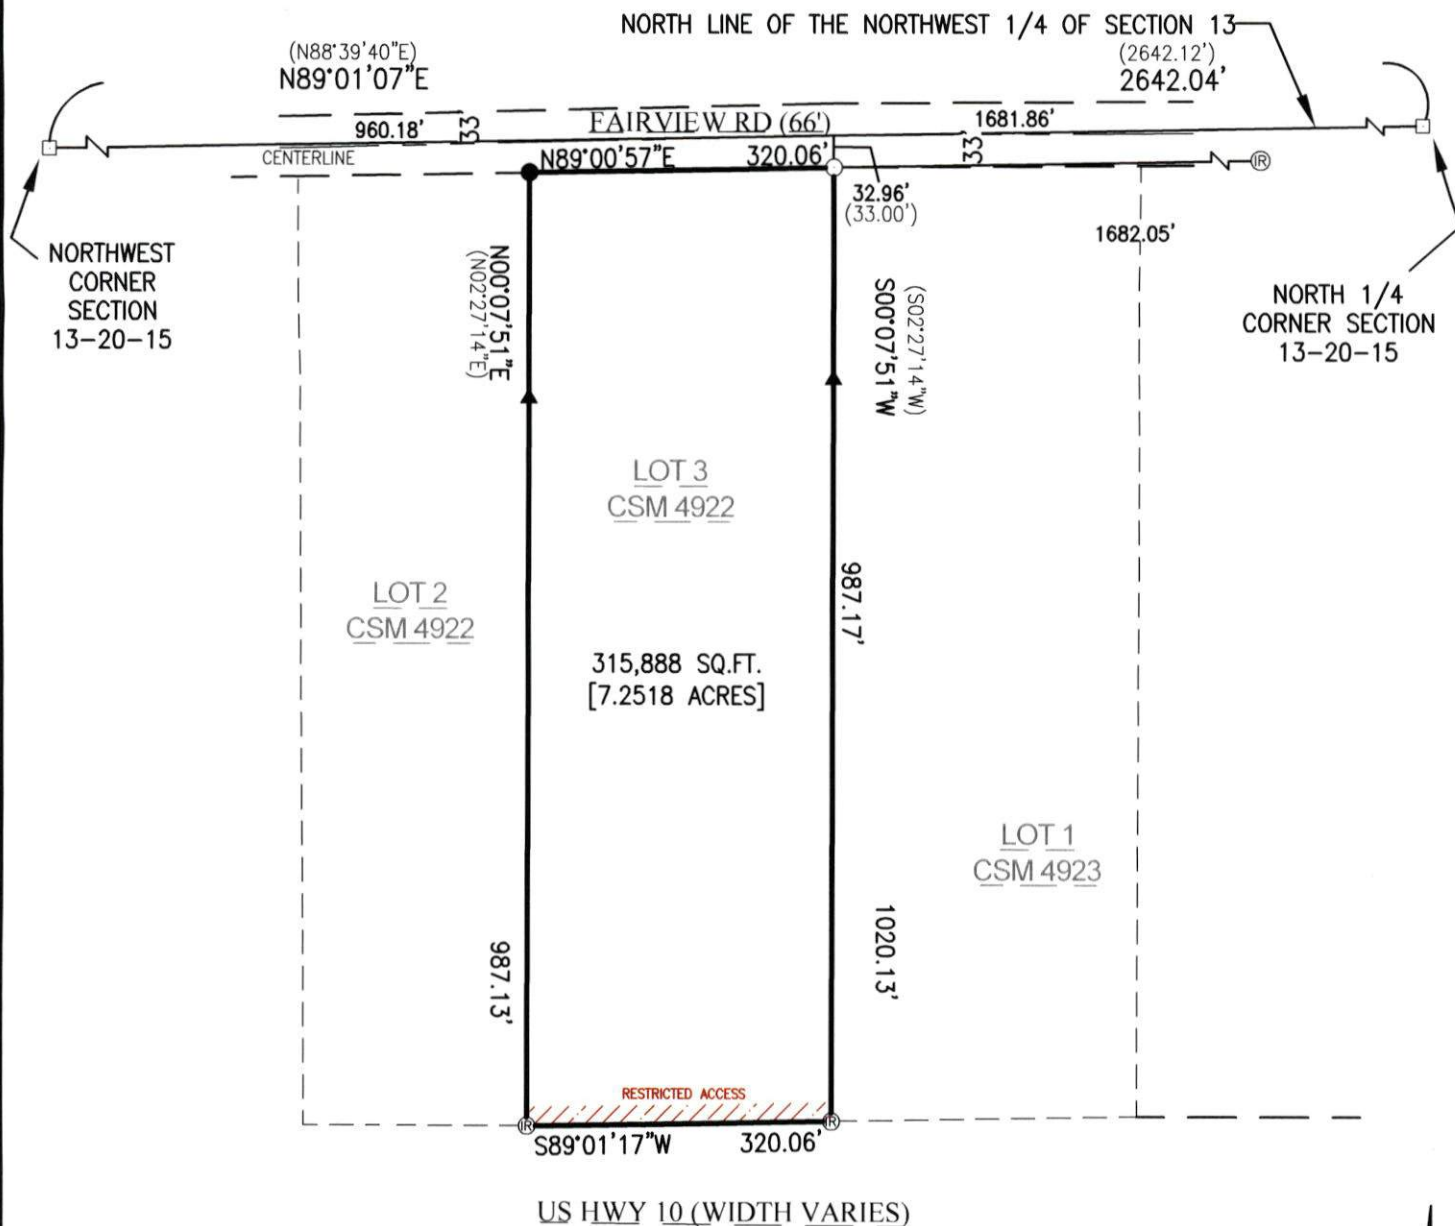 NORTH LINE OF THE NORTHWEST 1/4 OF SECTION 13
(N88°39'40"E)
N89°01'07"E
(2642.12')
2642.04'
960.18'
33'
FAIRVIEW RD (66')
1681.86'
33'
CENTERLINE
N89°00'57"E 320.06'
IR
32.96'
(33.00')
1682.05'
NORTHWEST
CORNER
SECTION
13-20-15
NORTH 1/4
CORNER SECTION
13-20-15
N00°07'51"E
(N02°27'14"E)
(S02°27'14"W)
S00°07'51"W
LOT 3
CSM 4922
LOT 2
CSM 4922
987.17'
315,888 SQ.FT.
[7.2518 ACRES]
LOT 1
CSM 4923
987.13'
1020.13'
RESTRICTED ACCESS
IR
IR
S89°01'17"W 320.06'
US HWY 10 (WIDTH VARIES)